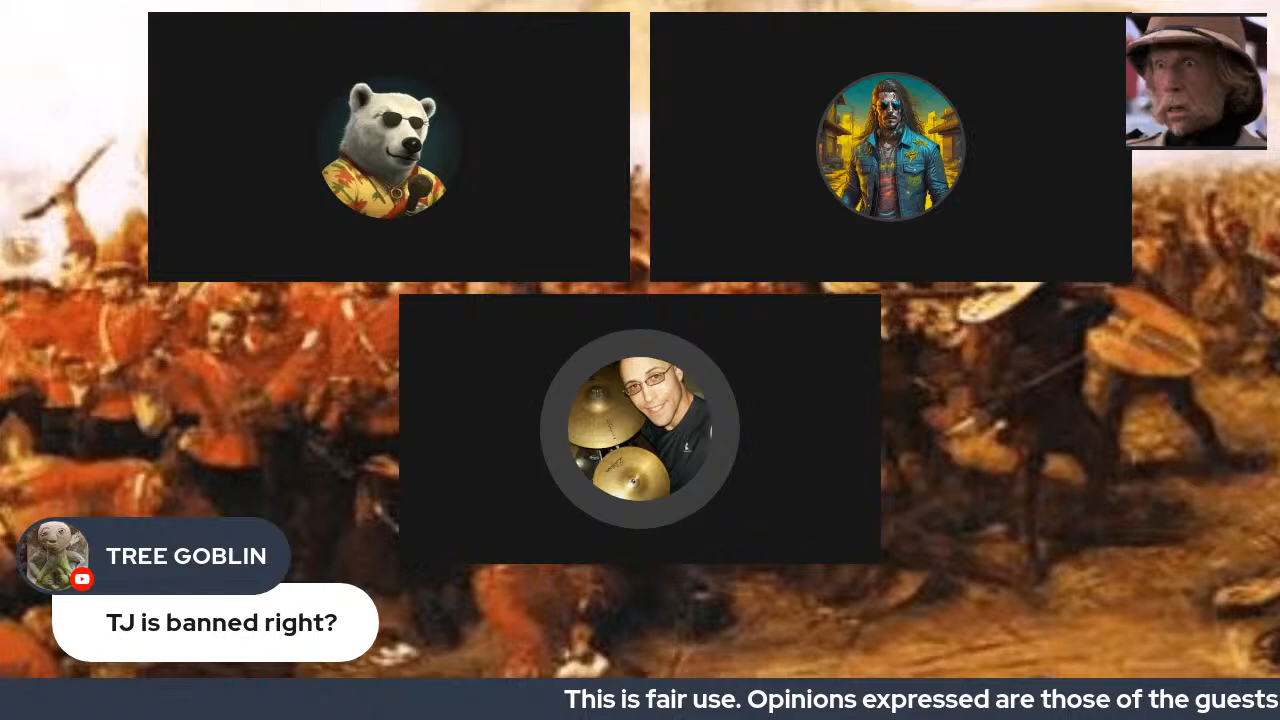 TREE GOBLIN
TJ is banned right?
This is fair use. Opinions expressed are those of the guests